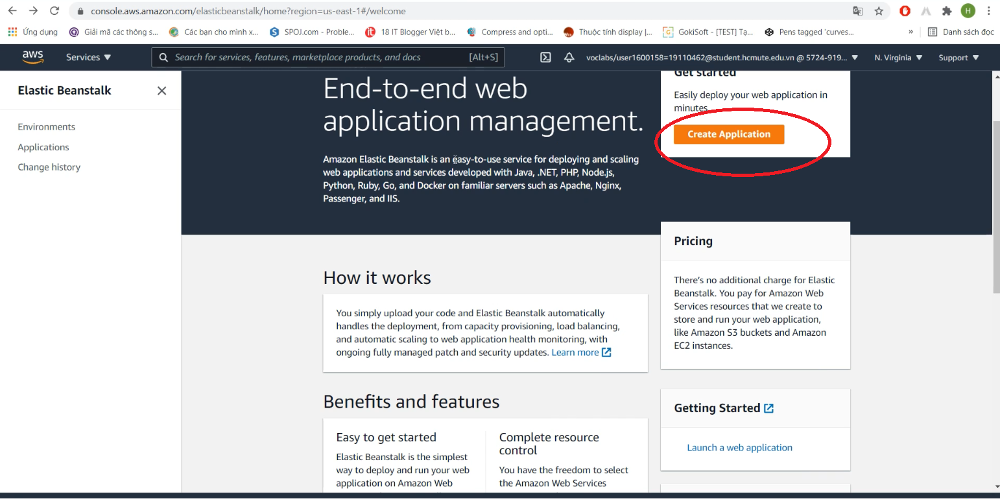 console.aws.amazon.com/elasticbeanstalk/home?region=us-east-1#/welcome
H
Ứng dụng
Giải mã các thông s...
Các bạn cho mình x...
SPOJ.com - Proble...
18 IT Blogger Việt b...
Compress and opti...
Thuộc tính display |...
GokiSoft - [TEST] Tạ...
Pens tagged 'curves...
»
Danh sách đọc
aws
Services
Search for services, features, marketplace products, and docs
[Alt+S]
voclabs/user1600158=19110462@student.hcmute.edu.vn @ 5724-919...
N. Virginia
Support
Elastic Beanstalk
Environments
Applications
Change history
End-to-end web
application management.
Amazon Elastic Beanstalk is an easy-to-use service for deploying and scaling
web applications and services developed with Java, .NET, PHP, Node.js,
Python, Ruby, Go, and Docker on familiar servers such as Apache, Nginx,
Passenger, and IIS.
Get started
Easily deploy your web application in
minutes.
Create Application
Pricing
There's no additional charge for Elastic
Beanstalk. You pay for Amazon Web
Services resources that we create to
store and run your web application,
like Amazon S3 buckets and Amazon
EC2 instances.
How it works
You simply upload your code and Elastic Beanstalk automatically
handles the deployment, from capacity provisioning, load balancing,
and automatic scaling to web application health monitoring, with
ongoing fully managed patch and security updates. Learn more
Benefits and features
Easy to get started
Elastic Beanstalk is the simplest
way to deploy and run your web
application on Amazon Web
Complete resource
control
You have the freedom to select
the Amazon Web Services
Getting Started
Launch a web application